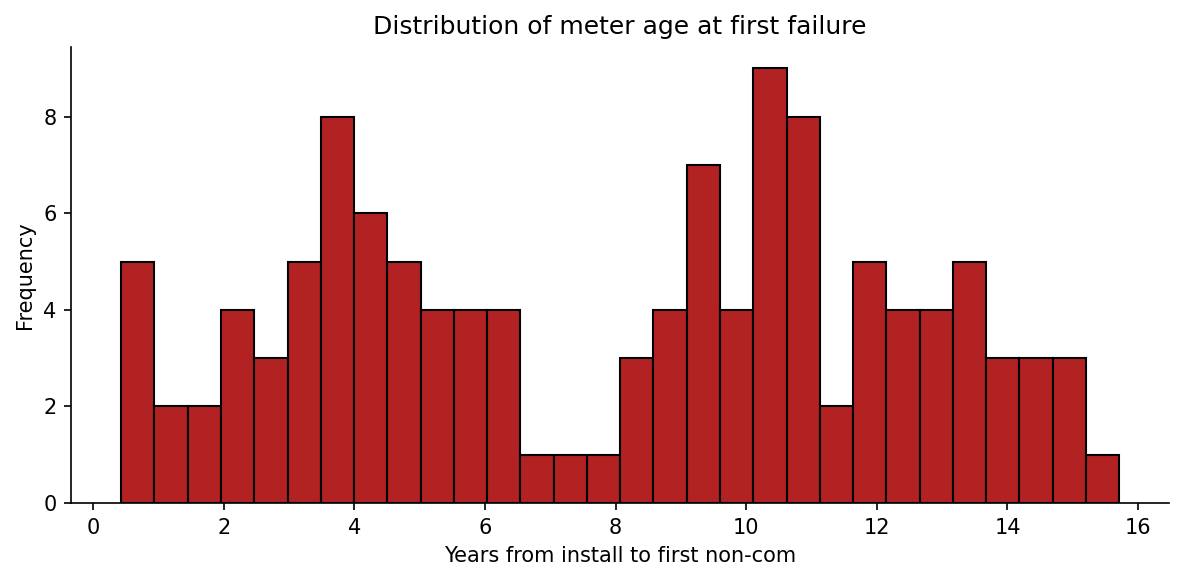 Distribution of meter age at first failure
Frequency
8
6
4
2
0
0 2 4 6 8 10 12 14 16
Years from install to first non-com